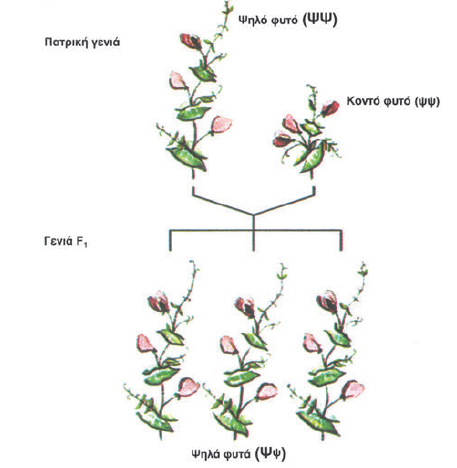 Ψηλό φυτό (ΨΨ)
Πατρική γενιά
Κοντό φυτό (ψψ)
Γενιά F₁
Ψηλά φυτά (Ψψ)